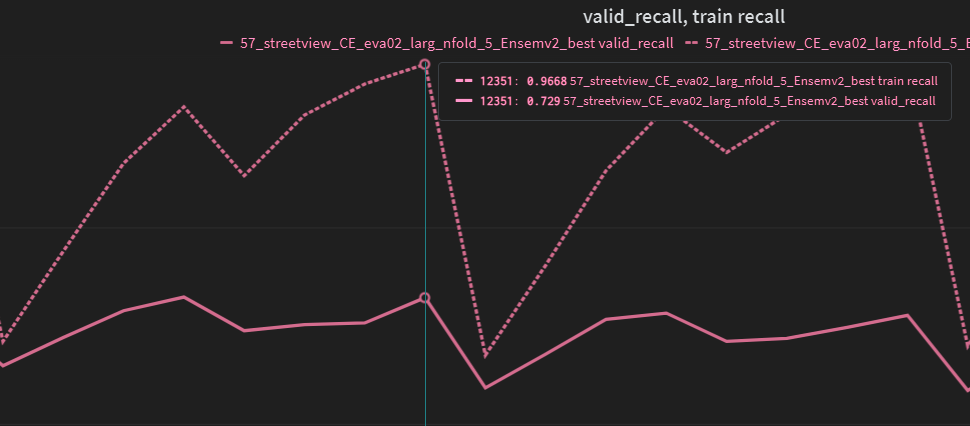 valid_recall, train recall
57_streetview_CE_eva02_larg_nfold_5_Ensemv2_best valid_recall 57_streetview_CE_eva02_larg_nfold_5_E
12351: 0.9668 57_streetview_CE_eva02_larg_nfold_5_Ensemv2_best train recall
12351: 0.729 57_streetview_CE_eva02_larg_nfold_5_Ensemv2_best valid_recall